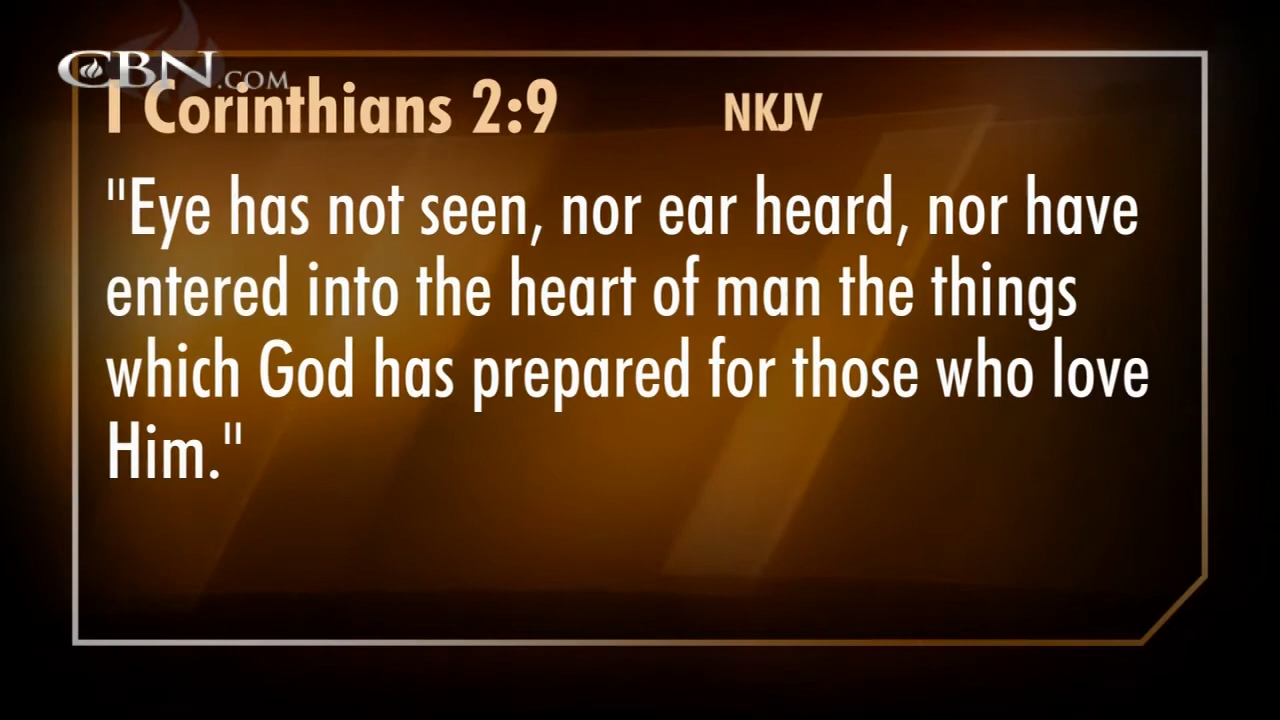 CBN.COM
I Corinthians 2:9 NKJV
"Eye has not seen, nor ear heard, nor have
entered into the heart of man the things
which God has prepared for those who love
Him."